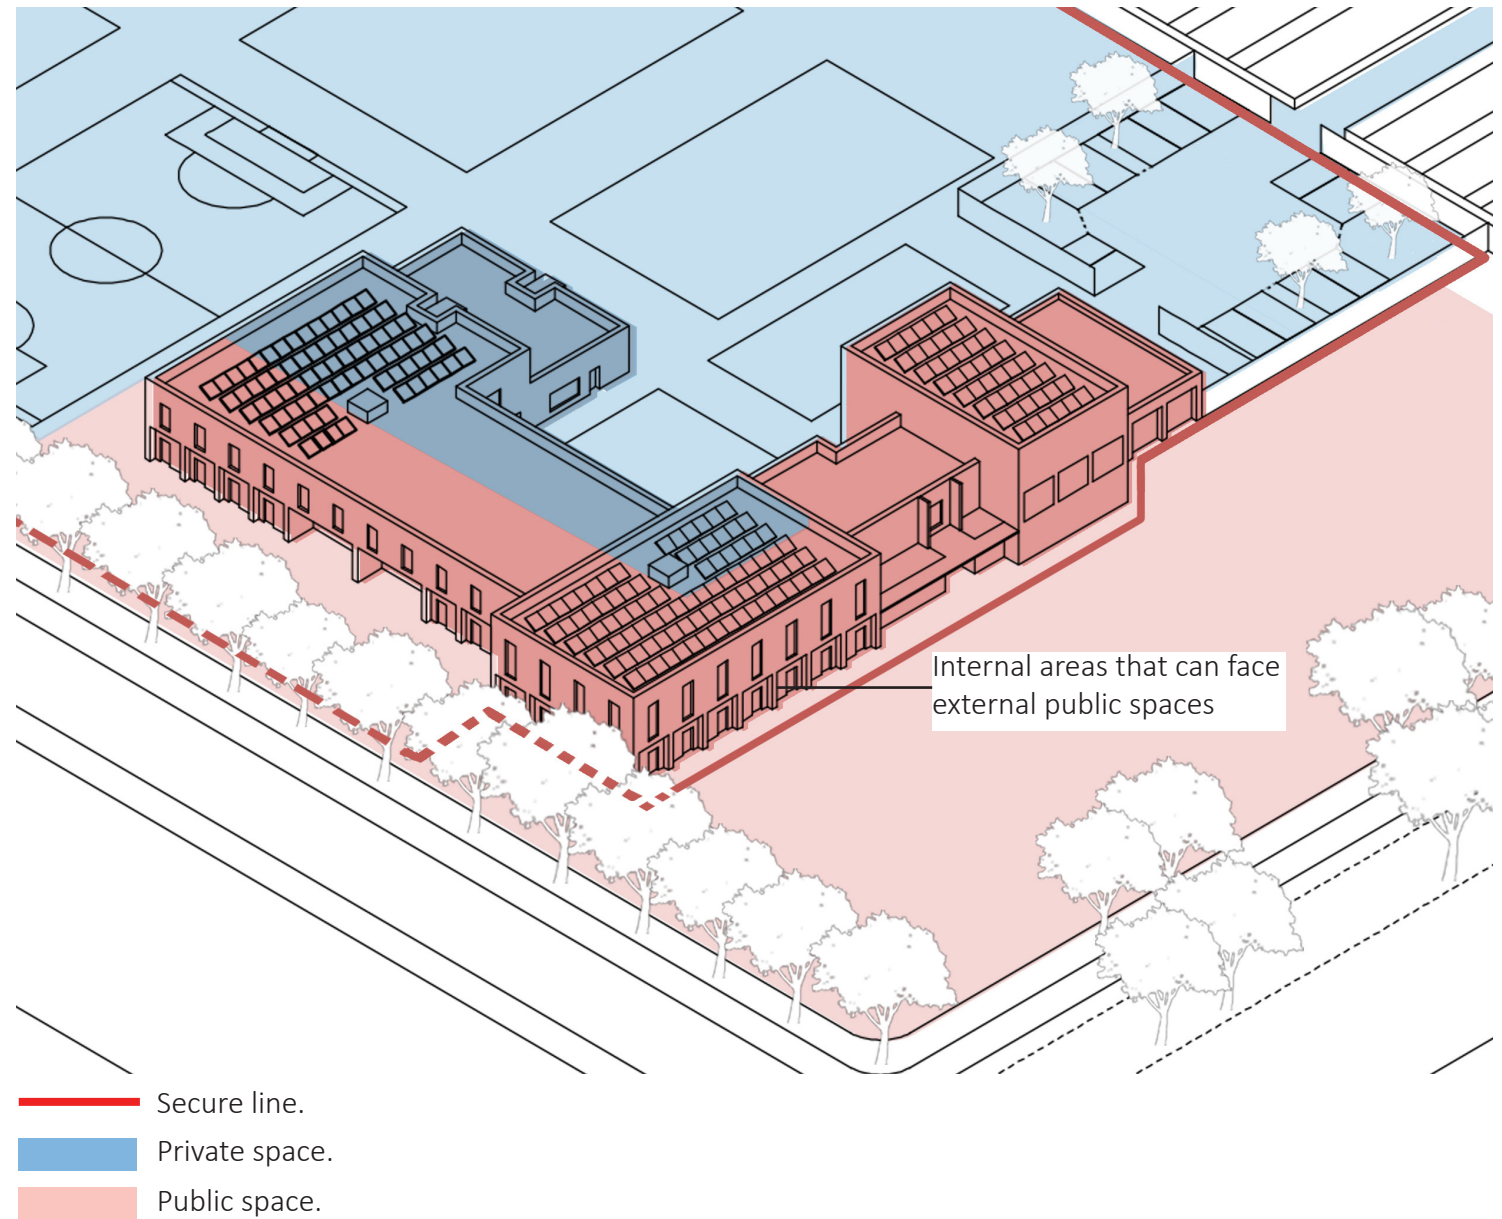 Internal areas that can face
external public spaces
Secure line.
Private space.
Public space.